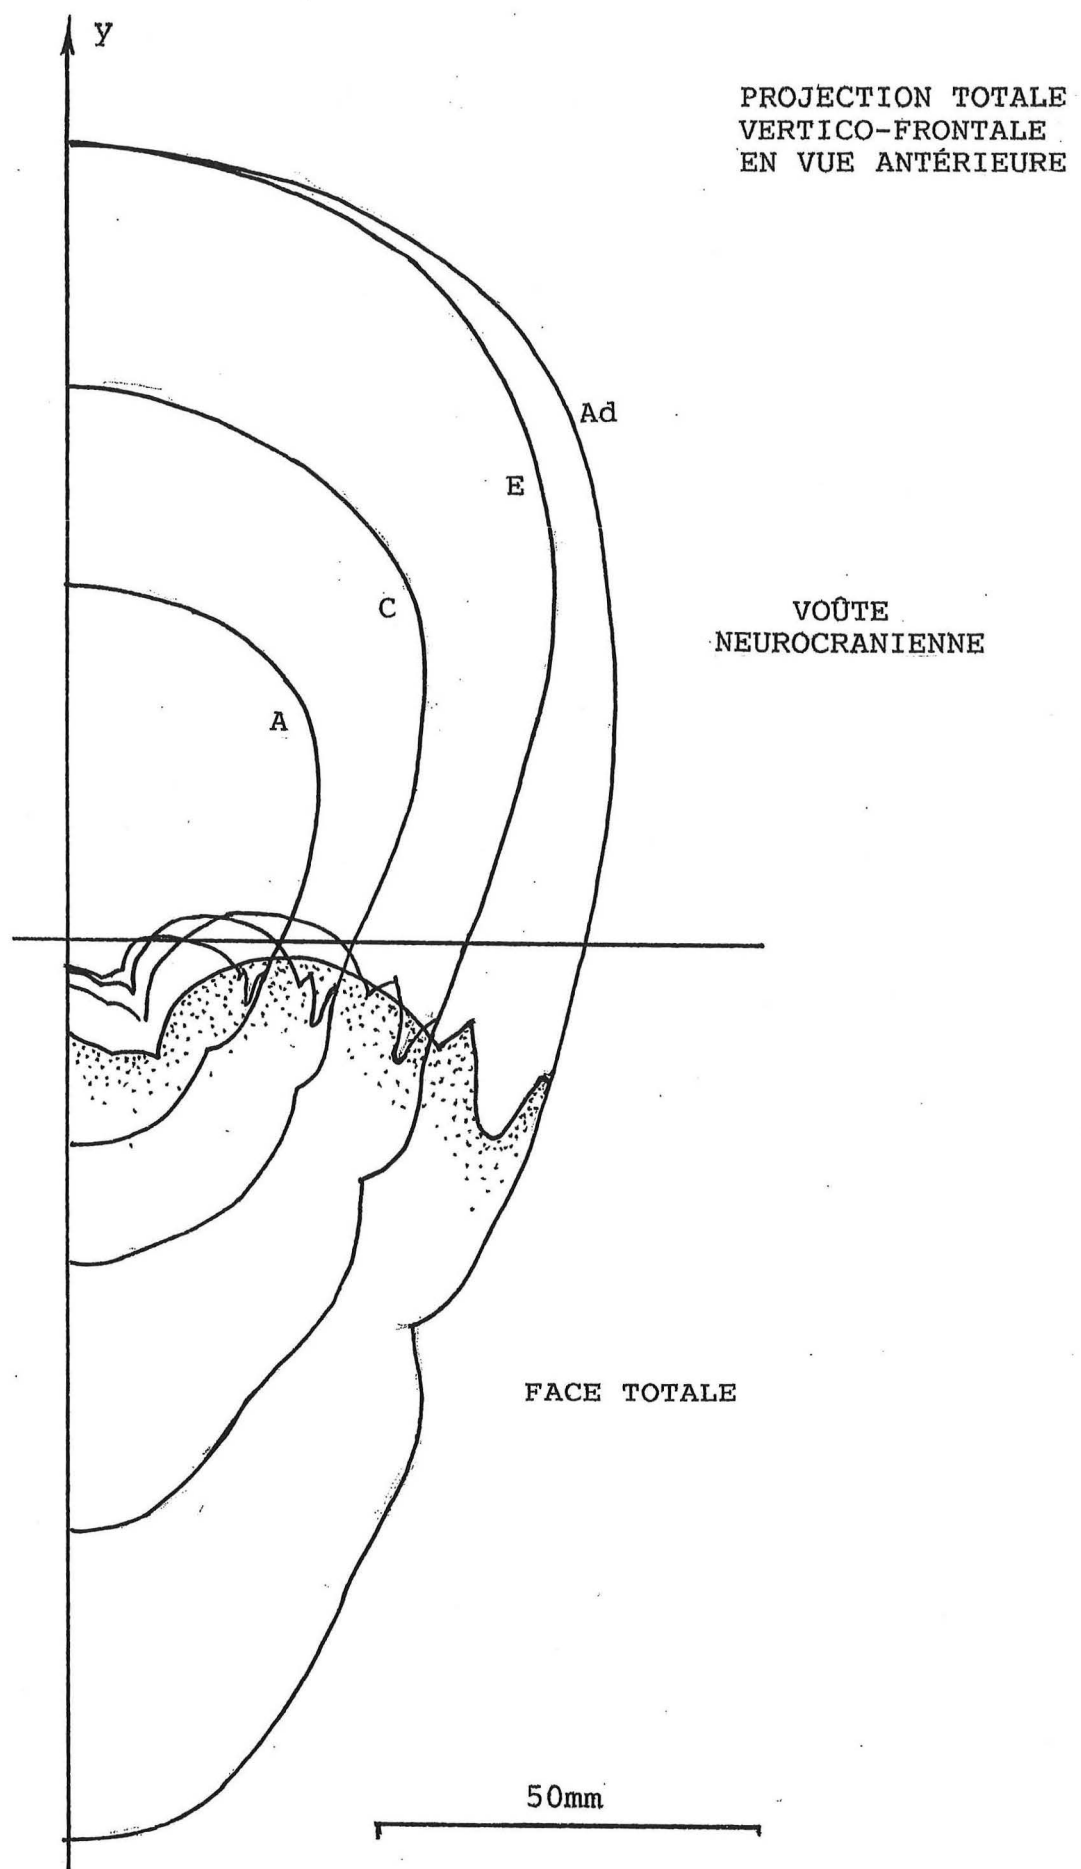 y
PROJECTION TOTALE
VERTICO-FRONTALE
EN VUE ANTÉRIEURE
Ad
E
C
VOÛTE
NEUROCRANIENNE
A
FACE TOTALE
50mm